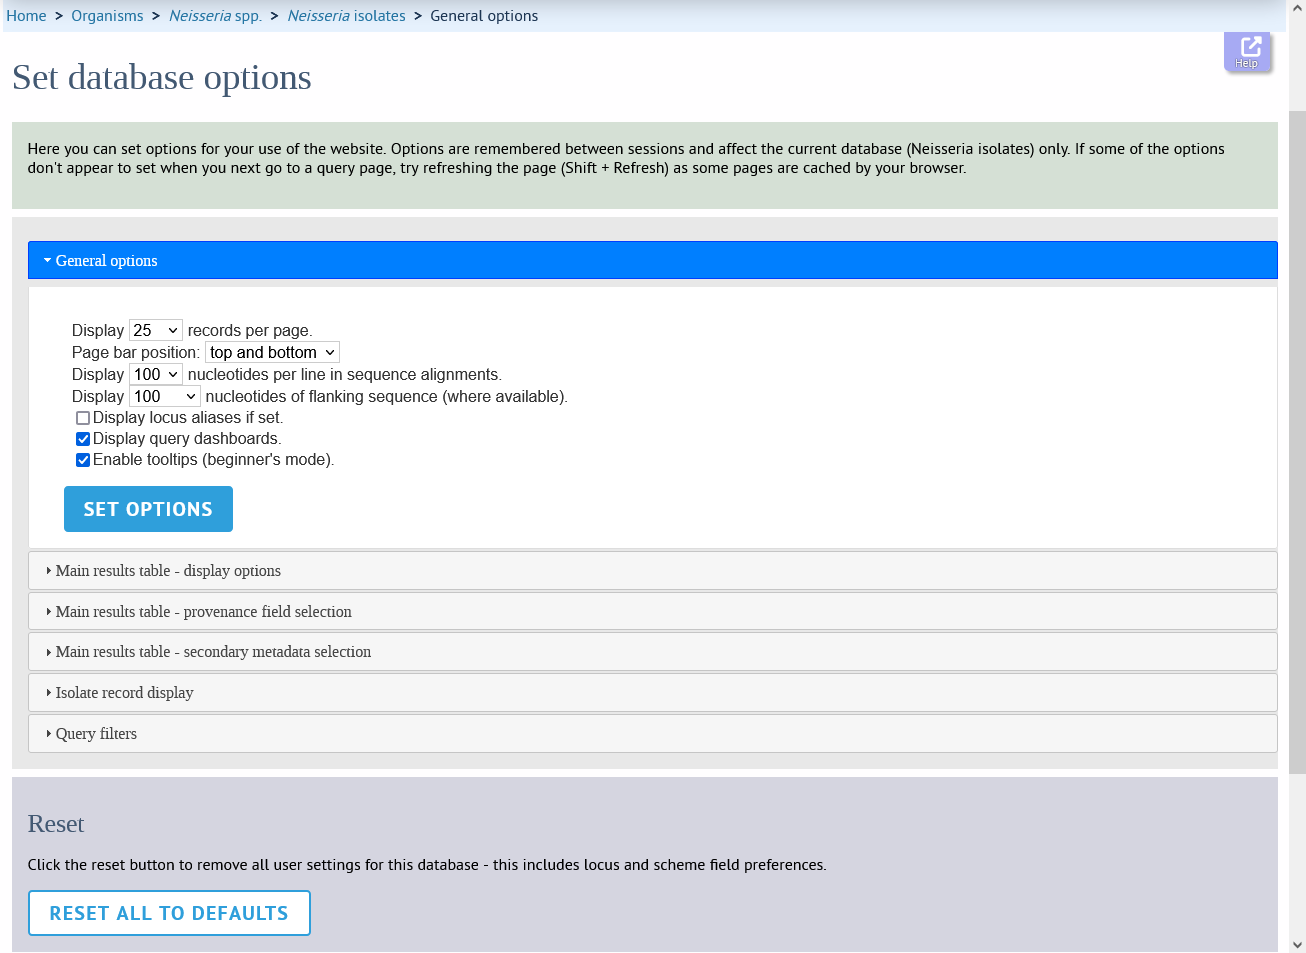 Home > Organisms > Neisseria spp. > Neisseria isolates > General options
Help
Set database options
Here you can set options for your use of the website. Options are remembered between sessions and affect the current database (Neisseria isolates) only. If some of the options
don't appear to set when you next go to a query page, try refreshing the page (Shift + Refresh) as some pages are cached by your browser.
General options
Display 25 records per page.
Page bar position: top and bottom
Display 100 nucleotides per line in sequence alignments.
Display 100 nucleotides of flanking sequence (where available).
Display locus aliases if set.
Display query dashboards.
Enable tooltips (beginner's mode).
SET OPTIONS
Main results table - display options
Main results table - provenance field selection
Main results table - secondary metadata selection
Isolate record display
Query filters
Reset
Click the reset button to remove all user settings for this database - this includes locus and scheme field preferences.
RESET ALL TO DEFAULTS